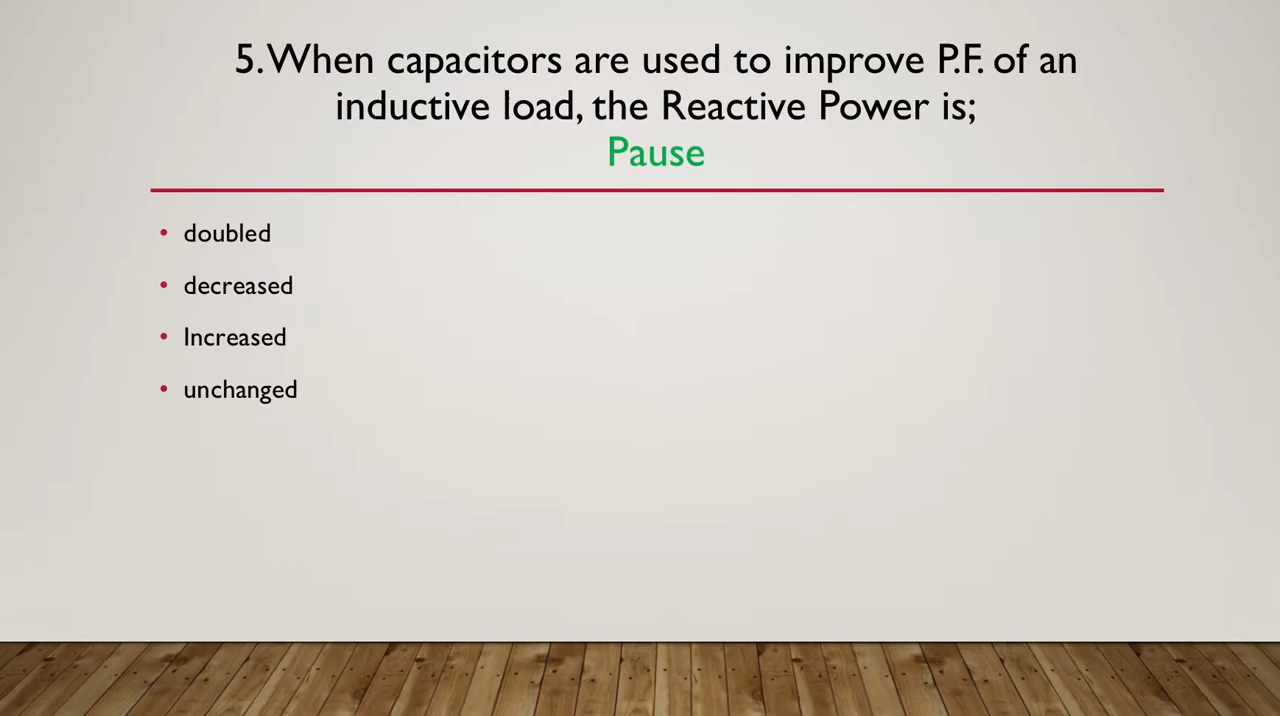 5. When capacitors are used to improve P.F. of an
inductive load, the Reactive Power is;
Pause
• doubled
• decreased
• Increased
• unchanged